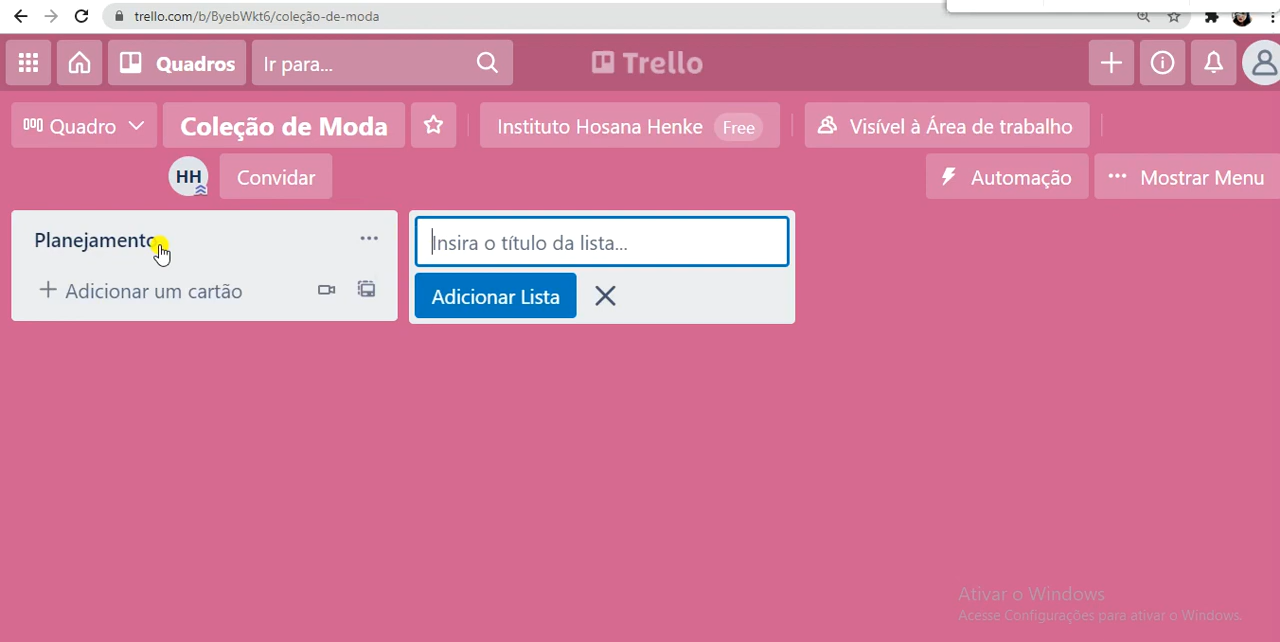 trello.com/b/ByebWkt6/coleção-de-moda
Quadros
Ir para...
Trello
Quadro
Coleção de Moda
Instituto Hosana Henke Free
Visível à Área de trabalho
HH
Convidar
Automação
Mostrar Menu
Planejamento
Insira o título da lista...
Adicionar um cartão
Adicionar Lista
Ativar o Windows
Acesse Configurações para ativar o Windows.